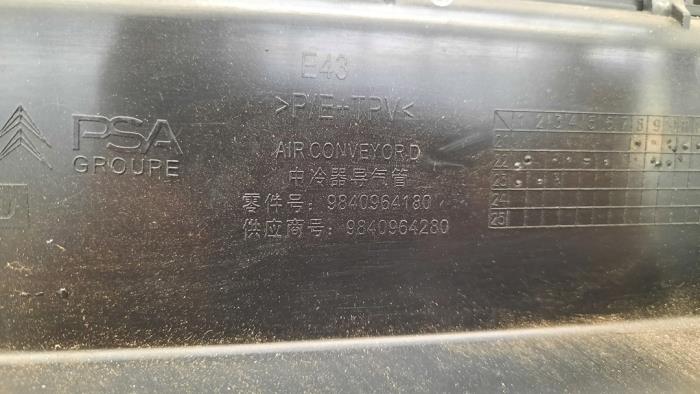 E43
>P/E+TPV<
PSA
GROUPE
AIR CONVEYOR D
中冷器导气管
零件号：9840964180
供应商号：9840964280
1 2 3 4 5 6 7 8 9
21
22
23
24
25